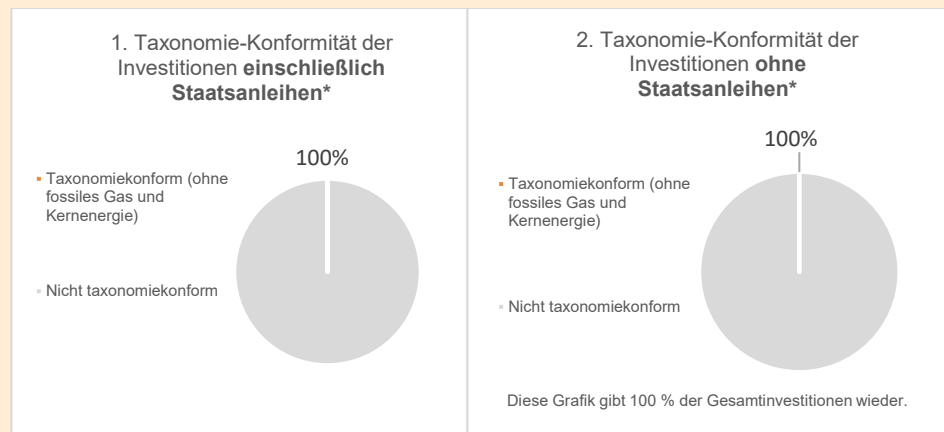 1. Taxonomie-Konformität der
Investitionen einschließlich
Staatsanleihen*
100%
Taxonomiekonform (ohne
fossiles Gas und
Kernenergie)
Nicht taxonomiekonform
2. Taxonomie-Konformität der
Investitionen ohne
Staatsanleihen*
100%
Taxonomiekonform (ohne
fossiles Gas und
Kernenergie)
Nicht taxonomiekonform
Diese Grafik gibt 100 % der Gesamtinvestitionen wieder.